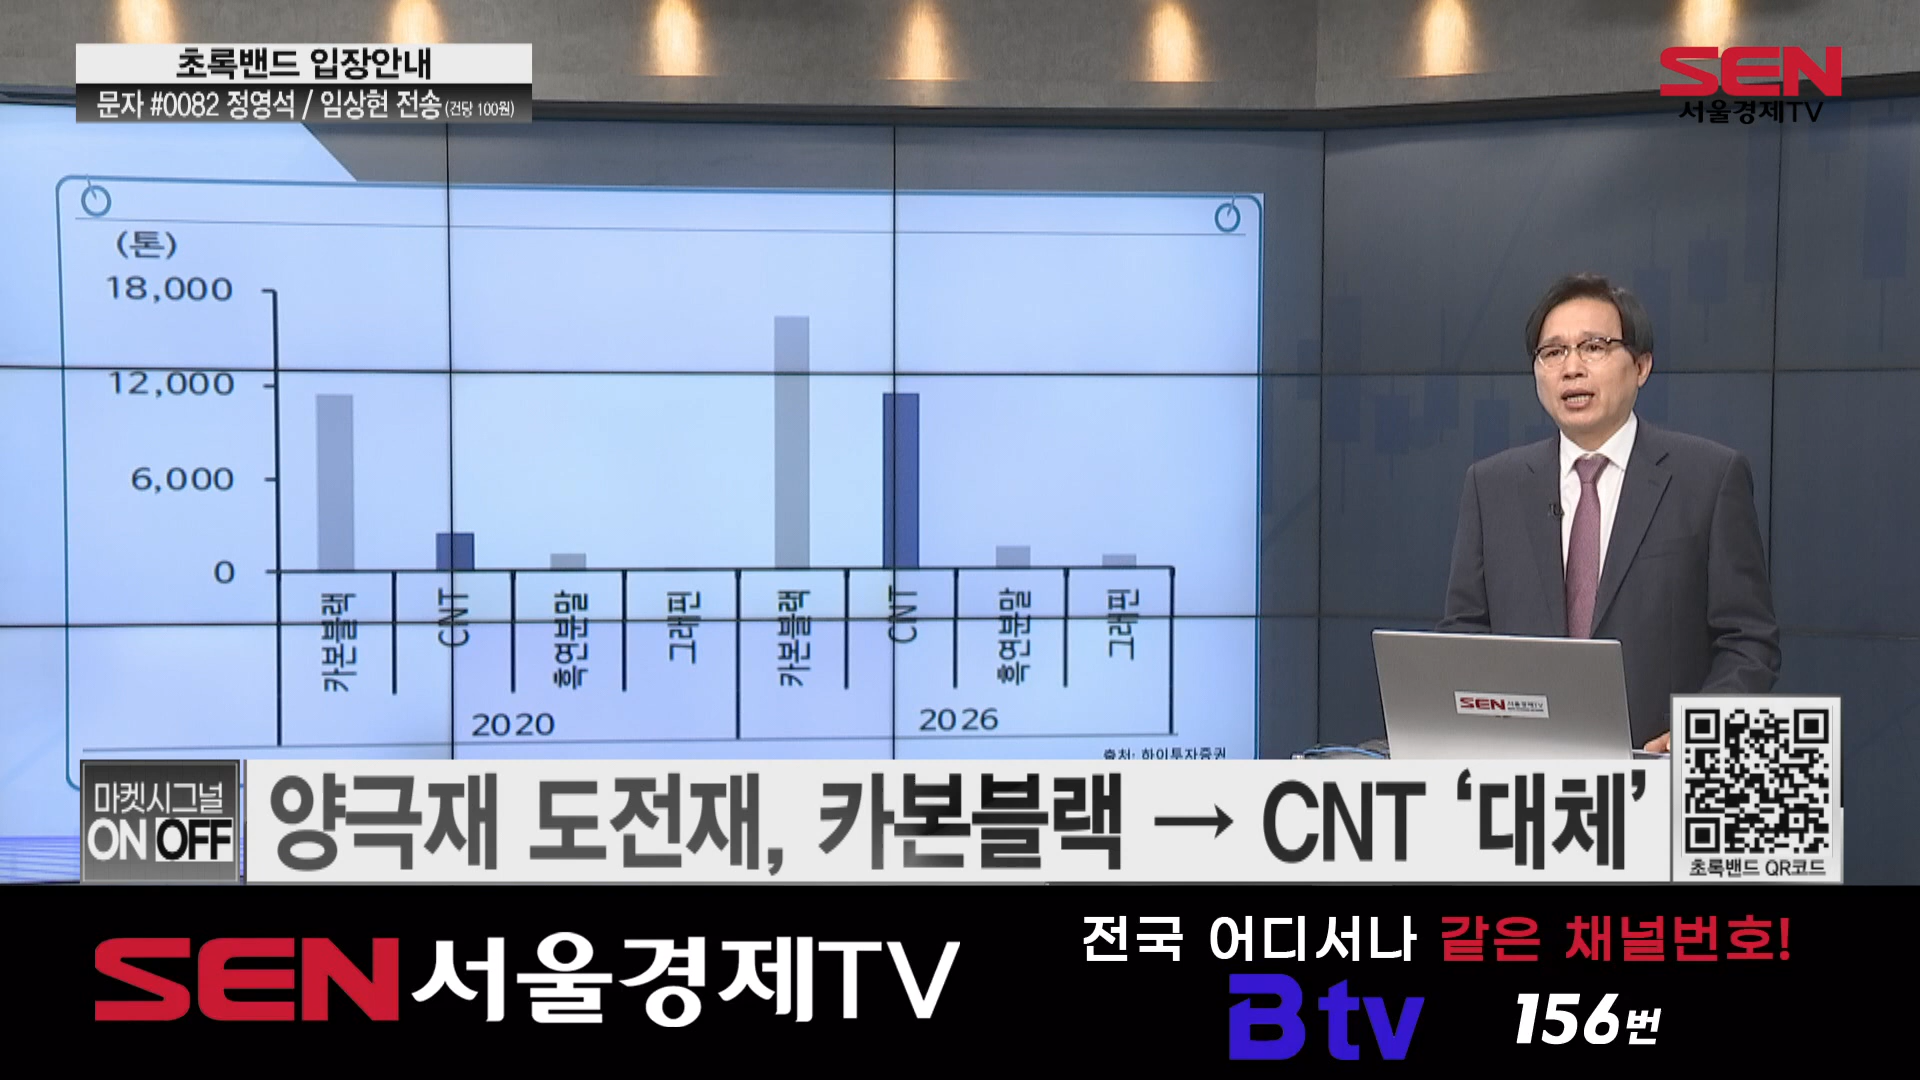 초록밴드 입장안내
문자 #0082 정영석 / 임상현 전송 (건당 100원)
SEN
서울경제TV
(톤)
18,000
12,000
6,000
0
카본블랙
CNT
흑연분말
그래핀
카본블랙
CNT
흑연분말
그래핀
2020
2026
출처: 하이투자증권
SEN 서울경제TV
마켓시그널
ON OFF
양극재 도전재, 카본블랙 → CNT ‘대체’
초록밴드 QR코드
SEN 서울경제TV
전국 어디서나 같은 채널번호!
B tv 156번